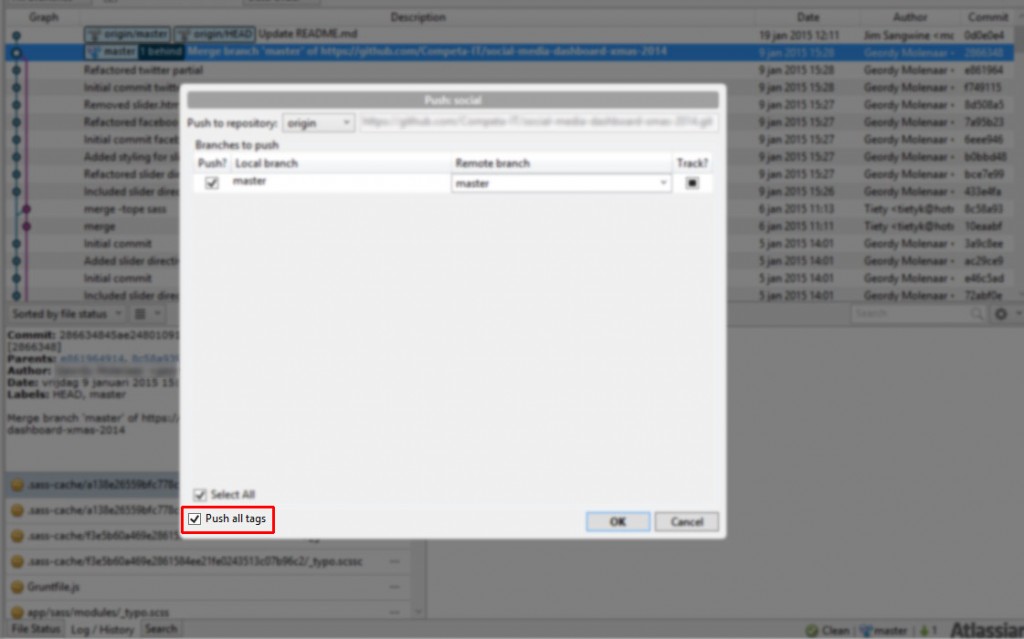 Graph Description Date Author Commit
origin/master origin/HEAD Update README.md 19 jan 2015 12:11 Jim Sangwine <mc 0d0e0e4
master 1 behind Merge branch 'master' of https://github.com/Competa-IT/social-media-dashboard-xmas-2014 9 jan 2015 15:28 Geordy Molenaar 2866348
Refactored twitter partial 9 jan 2015 15:28 Geordy Molenaar e861964
Initial commit twitte 9 jan 2015 15:28 Geordy Molenaar f749115
Removed slider.htm 9 jan 2015 15:27 Geordy Molenaar 8d508a5
Refactored faceboo 9 jan 2015 15:27 Geordy Molenaar 7a95b23
Initial commit facet 9 jan 2015 15:27 Geordy Molenaar 6eee946
Added styling for sli 9 jan 2015 15:27 Geordy Molenaar b0bbd48
Refactored slider dir 9 jan 2015 15:27 Geordy Molenaar bce7e99
Included slider direc 9 jan 2015 15:26 Geordy Molenaar 433e4fa
merge -tope sass 6 jan 2015 11:13 Tiety <tietyk@hotr 8c58a93
merge 6 jan 2015 11:11 Tiety <tietyk@hotr 10eaabf
Initial commit 5 jan 2015 14:01 Geordy Molenaar 3a9c8ee
Added slider directi 5 jan 2015 14:01 Geordy Molenaar ac29ce9
Initial commit 5 jan 2015 14:01 Geordy Molenaar e46c5ad
Included slider direc 5 jan 2015 14:01 Geordy Molenaar 72abf0e
Push: social
Push to repository: origin
Branches to push
Push? Local branch Remote branch Track?
master master
Select All
Push all tags
OK Cancel
Sorted by file status Search
Commit: 286634845ae24801091
[2866348]
Parents:
Author:
Date: vrijdag 9 januari 2015 15:
Labels: HEAD, master
Merge branch 'master' of https:/
dashboard-xmas-2014
.sass-cache/a138e26559bfc778c
.sass-cache/a138e26559bfc778c
.sass-cache/f3e5b60a469e28615
.sass-cache/f3e5b60a469e2861584ee21fe0243513c07b96c2/_typo.scssc
Gruntfile.js
app/sass/modules/_typo.scss
File Status Log / History Search Clean master 1 Atlassian